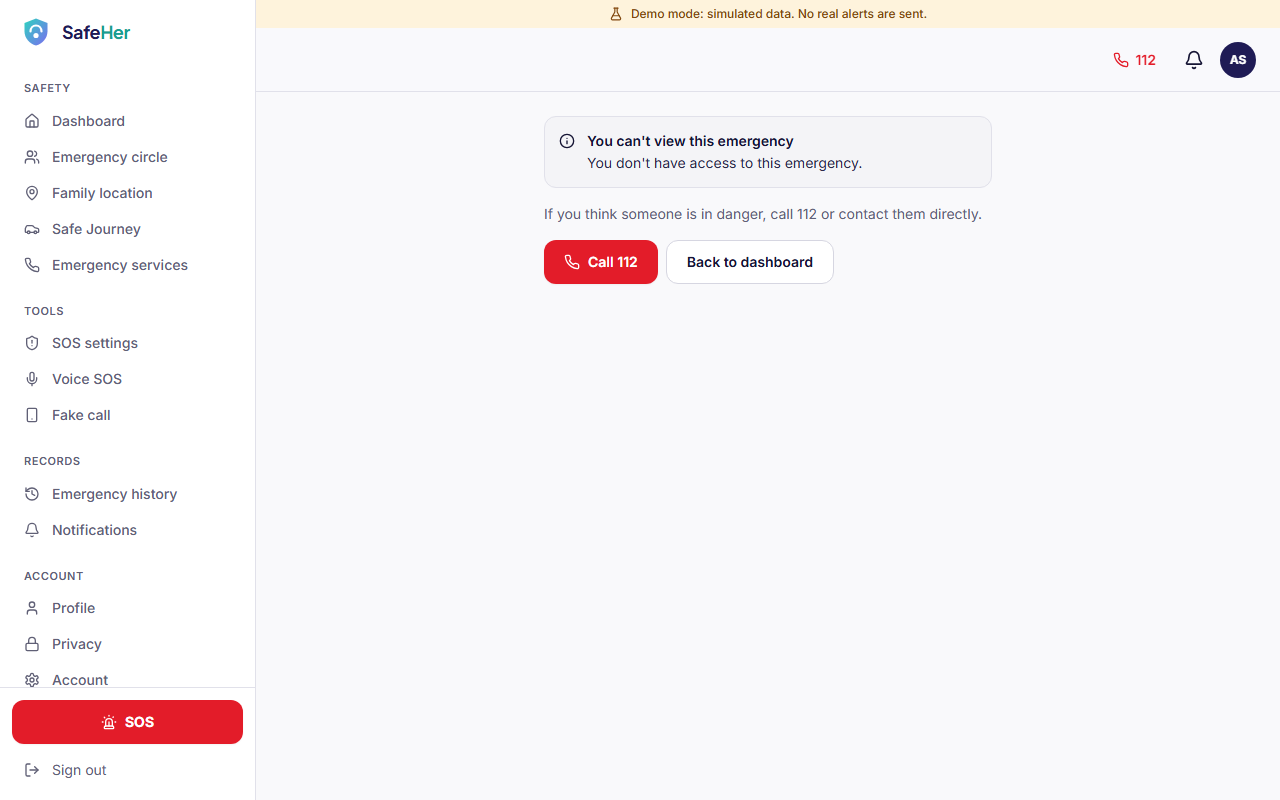 SafeHer
SAFETY
Dashboard
Emergency circle
Family location
Safe Journey
Emergency services
TOOLS
SOS settings
Voice SOS
Fake call
RECORDS
Emergency history
Notifications
ACCOUNT
Profile
Privacy
Account
SOS
Sign out
Demo mode: simulated data. No real alerts are sent.
112
AS
You can't view this emergency
You don't have access to this emergency.
If you think someone is in danger, call 112 or contact them directly.
Call 112
Back to dashboard